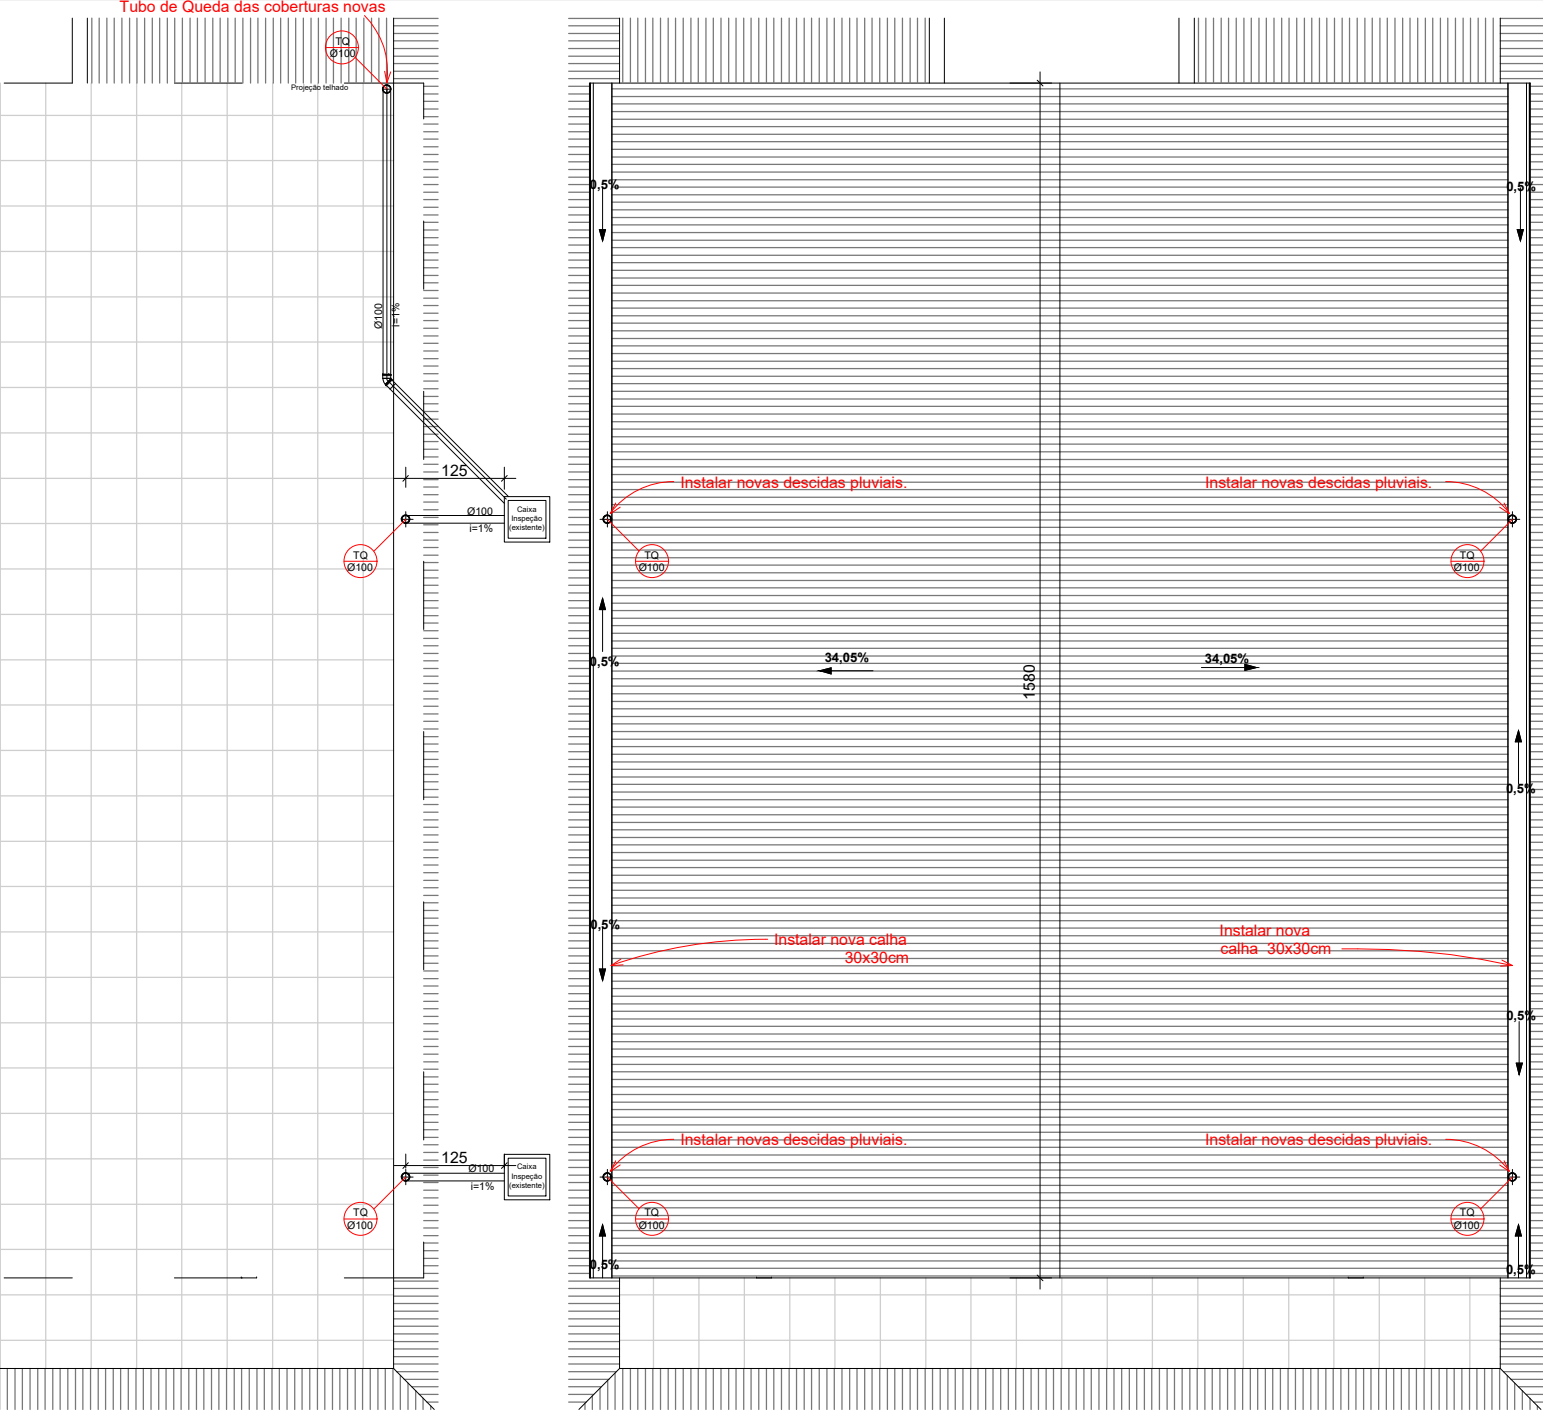 Tubo de Queda das coberturas novas
TQ
Ø100
Projeção telhado
0,5%
0,5%
Ø100
i=1%
125
Instalar novas descidas pluviais.
Instalar novas descidas pluviais.
Ø100
i=1%
Caixa
Inspeção
(existente)
TQ
Ø100
TQ
Ø100
TQ
Ø100
0,5%
34,05%
34,05%
1580
0,5%
0,5%
Instalar nova calha
30x30cm
Instalar nova
calha 30x30cm
0,5%
125
Instalar novas descidas pluviais.
Instalar novas descidas pluviais.
Ø100
i=1%
Caixa
Inspeção
(existente)
TQ
Ø100
TQ
Ø100
TQ
Ø100
0,5%
0,5%